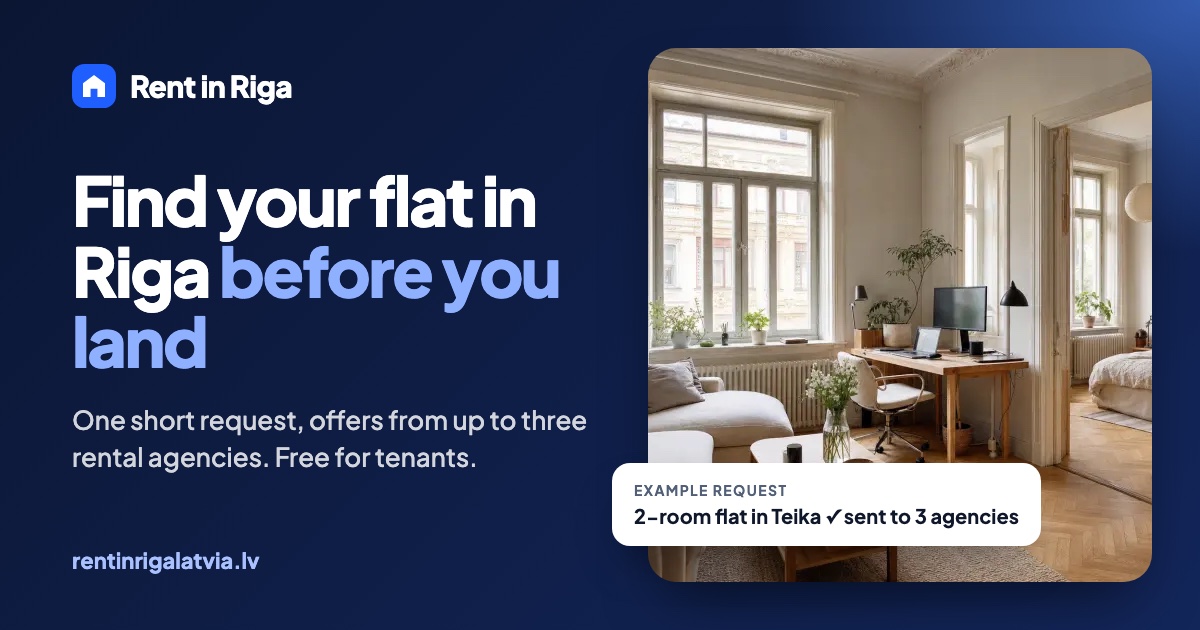 Rent in Riga
Find your flat in
Riga before you
land
One short request, offers from up to three
rental agencies. Free for tenants.
EXAMPLE REQUEST
2-room flat in Teika ✓ sent to 3 agencies
rentinrigalatvia.lv